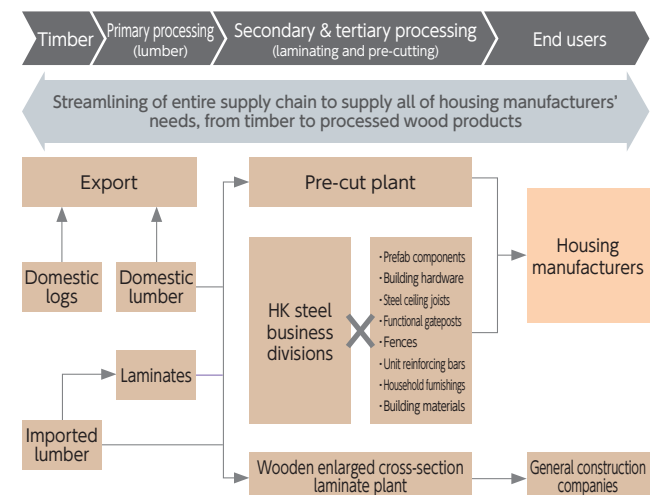 Timber
Primary processing
(lumber)
Secondary & tertiary processing
(laminating and pre-cutting)
End users
Streamlining of entire supply chain to supply all of housing manufacturers'
needs, from timber to processed wood products
Export
Pre-cut plant
Housing
manufacturers
Domestic
logs
Domestic
lumber
HK steel
business
divisions
・Prefab components
・Building hardware
・Steel ceiling joists
・Functional gateposts
・Fences
・Unit reinforcing bars
・Household furnishings
・Building materials
Laminates
Imported
lumber
Wooden enlarged cross-section
laminate plant
General construction
companies